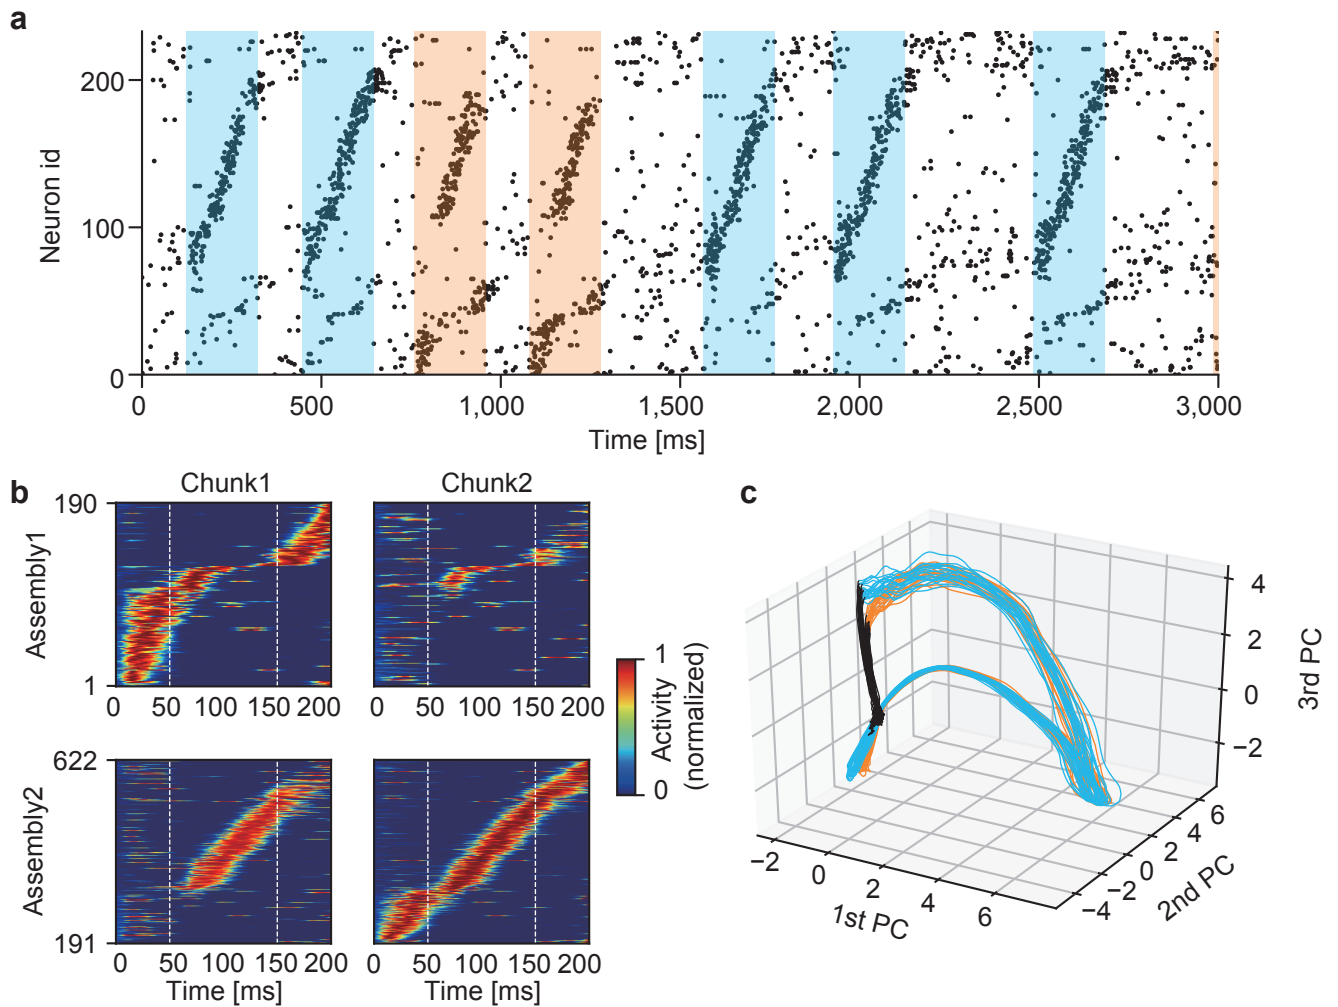 a
Neuron id
200
100
0
0 500 1,000 1,500 2,000 2,500 3,000
Time [ms]
b
Chunk1 Chunk2
Assembly1
190
1
0 50 100 150 200
0 50 100 150 200
1
0
Activity
(normalized)
Assembly2
622
191
0 50 100 150 200
0 50 100 150 200
Time [ms] Time [ms]
c
4
2
0
−2
3rd PC
6
4
2
0
−2
−4
2nd PC
−2 0 2 4 6
1st PC